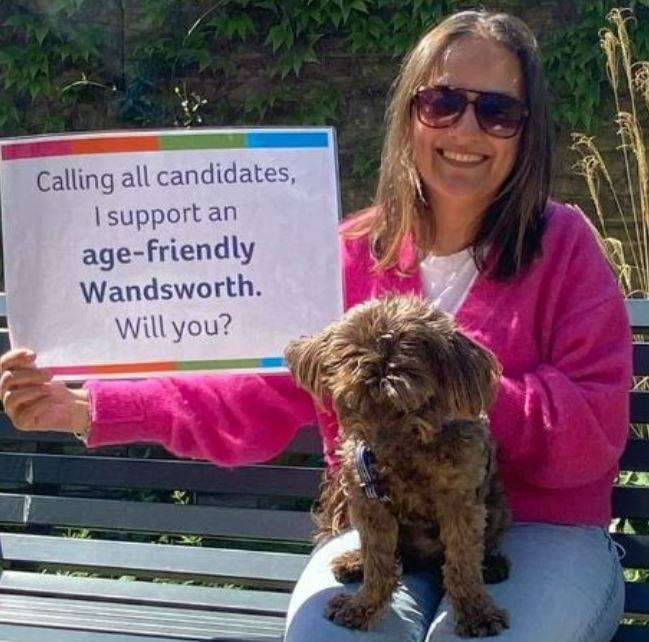 Calling all candidates,
I support an
age-friendly
Wandsworth.
Will you?